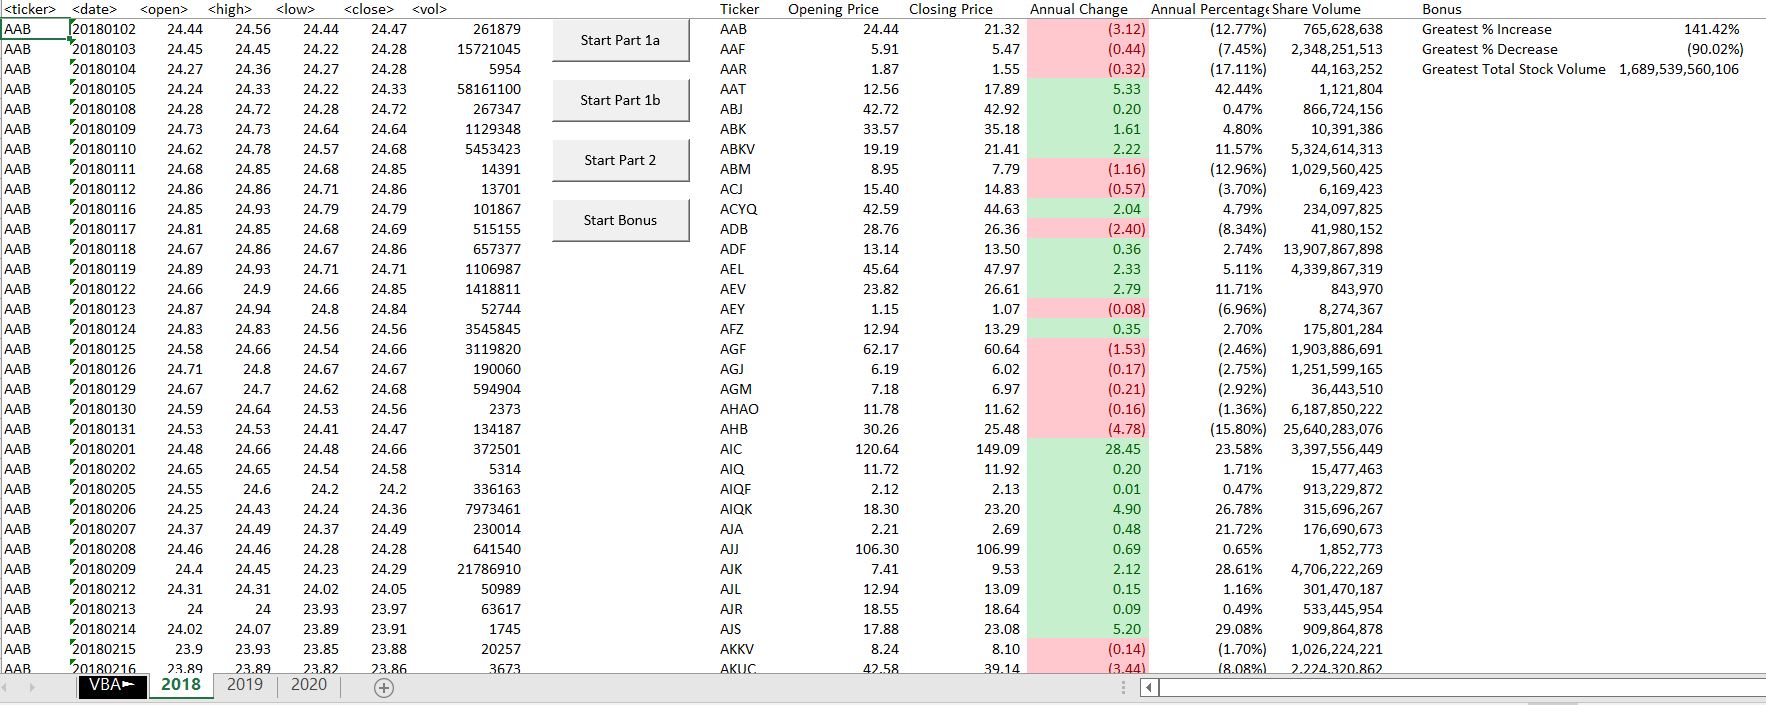 <ticker> <date> <open> <high> <low> <close> <vol> Ticker Opening Price Closing Price Annual Change Annual Percentage Share Volume Bonus
AAB 20180102 24.44 24.56 24.44 24.47 261879 AAB 24.44 21.32 (3.12) (12.77%) 765,628,638 Greatest % Increase 141.42%
Start Part 1a
AAB 20180103 24.45 24.45 24.22 24.28 15721045 AAF 5.91 5.47 (0.44) (7.45%) 2,348,251,513 Greatest % Decrease (90.02%)
AAB 20180104 24.27 24.36 24.27 24.28 5954 AAR 1.87 1.55 (0.32) (17.11%) 44,163,252 Greatest Total Stock Volume 1,689,539,560,106
AAB 20180105 24.24 24.33 24.22 24.33 58161100 AAT 12.56 17.89 5.33 42.44% 1,121,804
Start Part 1b
AAB 20180108 24.28 24.72 24.28 24.72 267347 ABJ 42.72 42.92 0.20 0.47% 866,724,156
AAB 20180109 24.73 24.73 24.64 24.64 1129348 ABK 33.57 35.18 1.61 4.80% 10,391,386
AAB 20180110 24.62 24.78 24.57 24.68 5453423 ABKV 19.19 21.41 2.22 11.57% 5,324,614,313
Start Part 2
AAB 20180111 24.68 24.85 24.68 24.85 14391 ABM 8.95 7.79 (1.16) (12.96%) 1,029,560,425
AAB 20180112 24.86 24.86 24.71 24.86 13701 ACJ 15.40 14.83 (0.57) (3.70%) 6,169,423
AAB 20180116 24.85 24.93 24.79 24.79 101867 ACYQ 42.59 44.63 2.04 4.79% 234,097,825
Start Bonus
AAB 20180117 24.81 24.85 24.68 24.69 515155 ADB 28.76 26.36 (2.40) (8.34%) 41,980,152
AAB 20180118 24.67 24.86 24.67 24.86 657377 ADF 13.14 13.50 0.36 2.74% 13,907,867,898
AAB 20180119 24.89 24.93 24.71 24.71 1106987 AEL 45.64 47.97 2.33 5.11% 4,339,867,319
AAB 20180122 24.66 24.9 24.66 24.85 1418811 AEV 23.82 26.61 2.79 11.71% 843,970
AAB 20180123 24.87 24.94 24.8 24.84 52744 AEY 1.15 1.07 (0.08) (6.96%) 8,274,367
AAB 20180124 24.83 24.83 24.56 24.56 3545845 AFZ 12.94 13.29 0.35 2.70% 175,801,284
AAB 20180125 24.58 24.66 24.54 24.66 3119820 AGF 62.17 60.64 (1.53) (2.46%) 1,903,886,691
AAB 20180126 24.71 24.8 24.67 24.67 190060 AGJ 6.19 6.02 (0.17) (2.75%) 1,251,599,165
AAB 20180129 24.67 24.7 24.62 24.68 594904 AGM 7.18 6.97 (0.21) (2.92%) 36,443,510
AAB 20180130 24.59 24.64 24.53 24.56 2373 AHAO 11.78 11.62 (0.16) (1.36%) 6,187,850,222
AAB 20180131 24.53 24.53 24.41 24.47 134187 AHB 30.26 25.48 (4.78) (15.80%) 25,640,283,076
AAB 20180201 24.48 24.66 24.48 24.66 372501 AIC 120.64 149.09 28.45 23.58% 3,397,556,449
AAB 20180202 24.65 24.65 24.54 24.58 5314 AIQ 11.72 11.92 0.20 1.71% 15,477,463
AAB 20180205 24.55 24.6 24.2 24.2 336163 AIQF 2.12 2.13 0.01 0.47% 913,229,872
AAB 20180206 24.25 24.43 24.24 24.36 7973461 AIQK 18.30 23.20 4.90 26.78% 315,696,267
AAB 20180207 24.37 24.49 24.37 24.49 230014 AJA 2.21 2.69 0.48 21.72% 176,690,673
AAB 20180208 24.46 24.46 24.28 24.28 641540 AJJ 106.30 106.99 0.69 0.65% 1,852,773
AAB 20180209 24.4 24.45 24.23 24.29 21786910 AJK 7.41 9.53 2.12 28.61% 4,706,222,269
AAB 20180212 24.31 24.31 24.02 24.05 50989 AJL 12.94 13.09 0.15 1.16% 301,470,187
AAB 20180213 24 24 23.93 23.97 63617 AJR 18.55 18.64 0.09 0.49% 533,445,954
AAB 20180214 24.02 24.07 23.89 23.91 1745 AJS 17.88 23.08 5.20 29.08% 909,864,878
AAB 20180215 23.9 23.93 23.85 23.88 20257 AKKV 8.24 8.10 (0.14) (1.70%) 1,026,224,221
AAB 20180216 23.89 23.89 23.82 23.86 3673 AKUC 42.58 39.14 (3.44) (8.08%) 2,224,320,862
VBA 2018 2019 2020